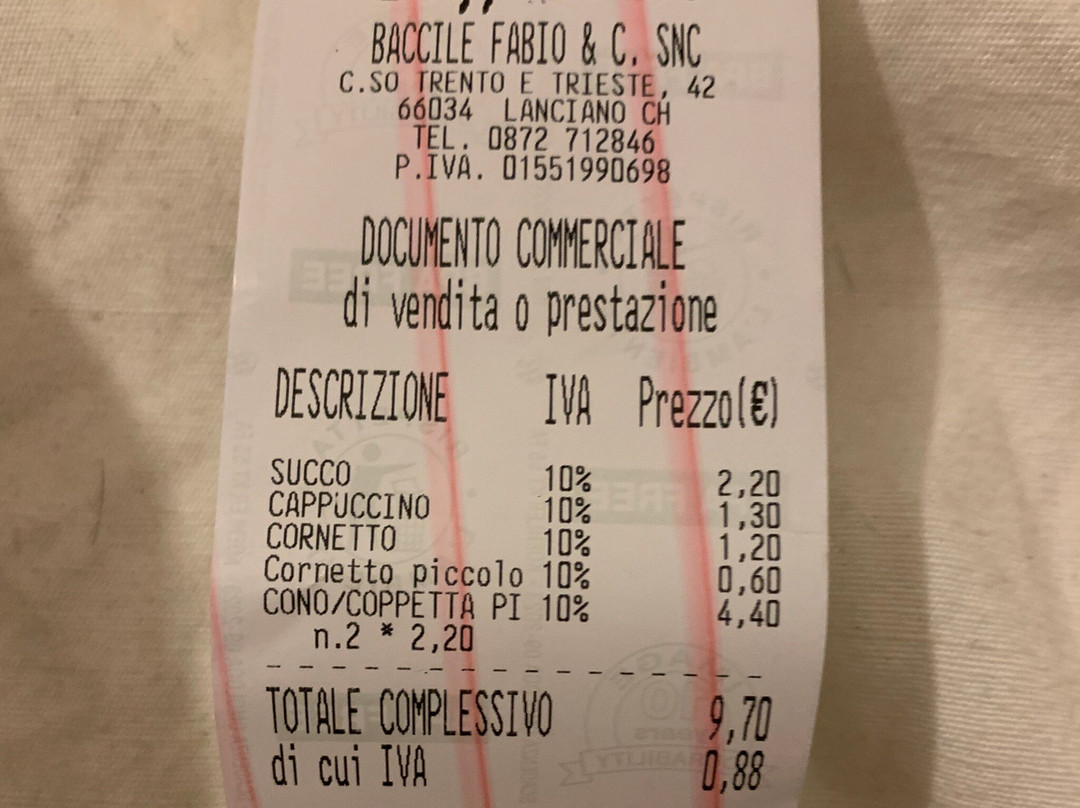 BACCILE FABIO & C. SNC
C.SO TRENTO E TRIESTE, 42
66034 LANCIANO CH
TEL. 0872 712846
P.IVA. 01551990698
DOCUMENTO COMMERCIALE
di vendita o prestazione
DESCRIZIONE IVA Prezzo(€)
SUCCO 10% 2,20
CAPPUCCINO 10% 1,30
CORNETTO 10% 1,20
Cornetto piccolo 10% 0,60
CONO/COPPETTA PI 10% 4,40
n.2 * 2,20
TOTALE COMPLESSIVO 9,70
di cui IVA 0,88